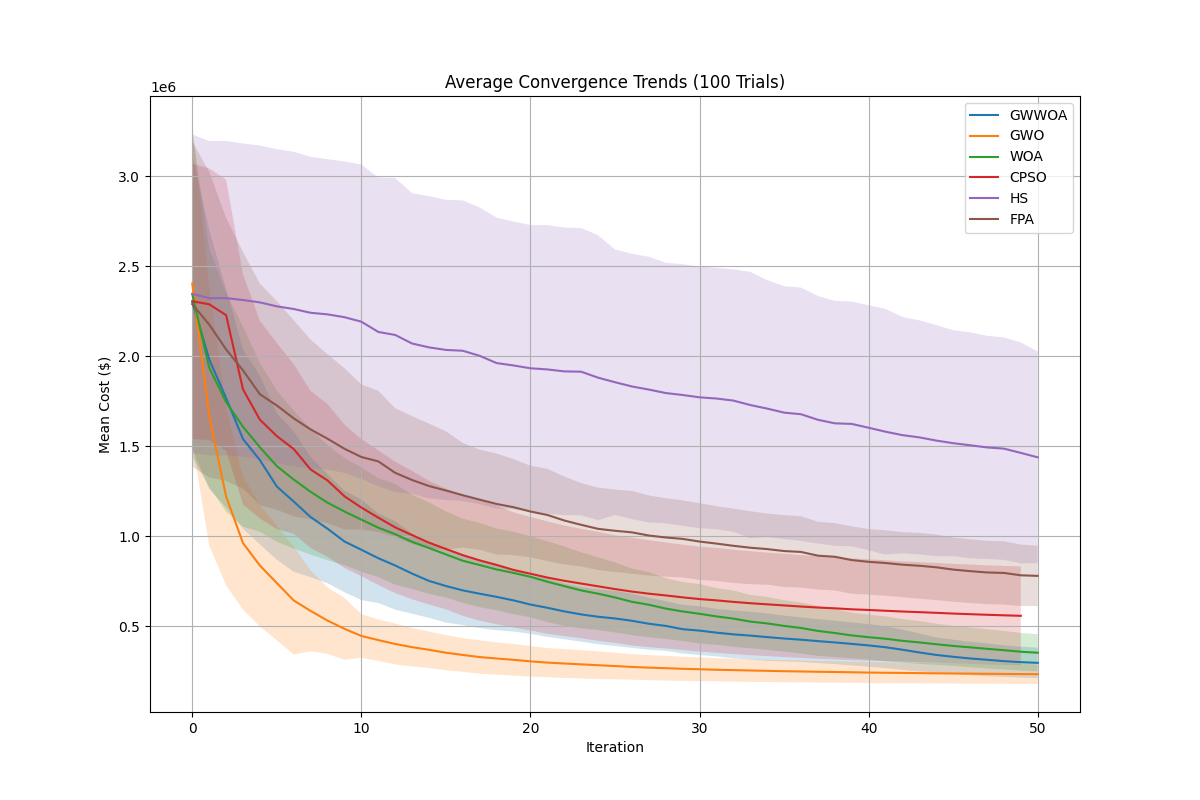 Average Convergence Trends (100 Trials)
1e6
GWWOA
GWO
WOA
CPSO
HS
FPA
3.0
2.5
2.0
1.5
1.0
0.5
Mean Cost ($)
0 10 20 30 40 50
Iteration